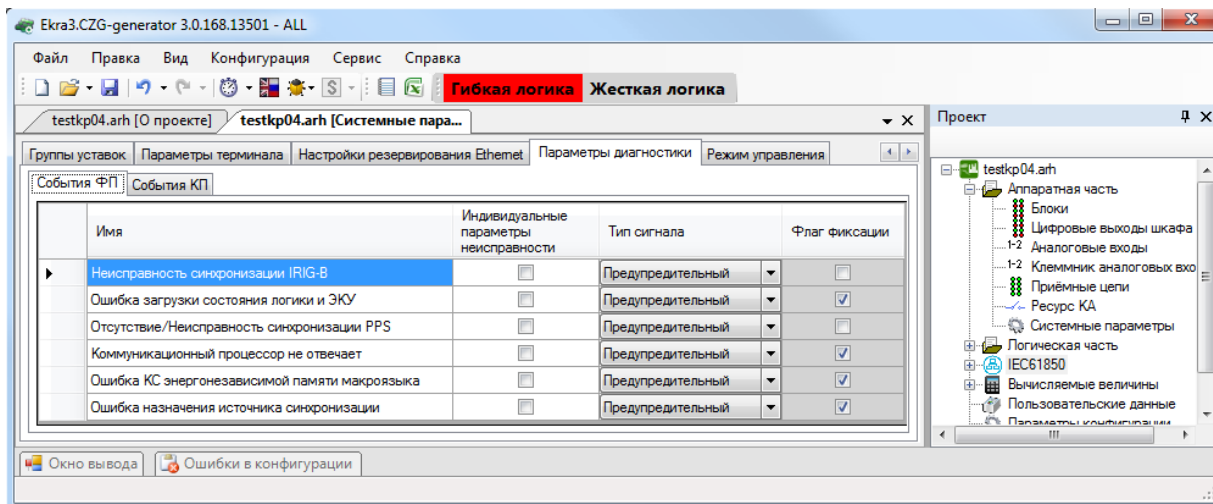 Ekra3.CZG-generator 3.0.168.13501 - ALL
Файл Правка Вид Конфигурация Сервис Справка
S Гибкая логика Жесткая логика
testkp04.arh [О проекте] testkp04.arh [Системные пара...
Проект
Группы уставок Параметры терминала Настройки резервирования Ethernet Параметры диагностики Режим управления
События ФП События КП
Имя Индивидуальные параметры неисправности Тип сигнала Флаг фиксации
Неисправность синхронизации IRIG-B Предупредительный
Ошибка загрузки состояния логики и ЭКУ Предупредительный
Отсутствие/Неисправность синхронизации PPS Предупредительный
Коммуникационный процессор не отвечает Предупредительный
Ошибка КС энергонезависимой памяти макроязыка Предупредительный
Ошибка назначения источника синхронизации Предупредительный
testkp04.arh
Аппаратная часть
Блоки
Цифровые выходы шкафа
1-2 Аналоговые входы
1-2 Клеммник аналоговых вхо
Приёмные цепи
Ресурс КА
Системные параметры
Логическая часть
IEC61850
Вычисляемые величины
Пользовательские данные
Параметры конфигурации
Окно вывода Ошибки в конфигурации